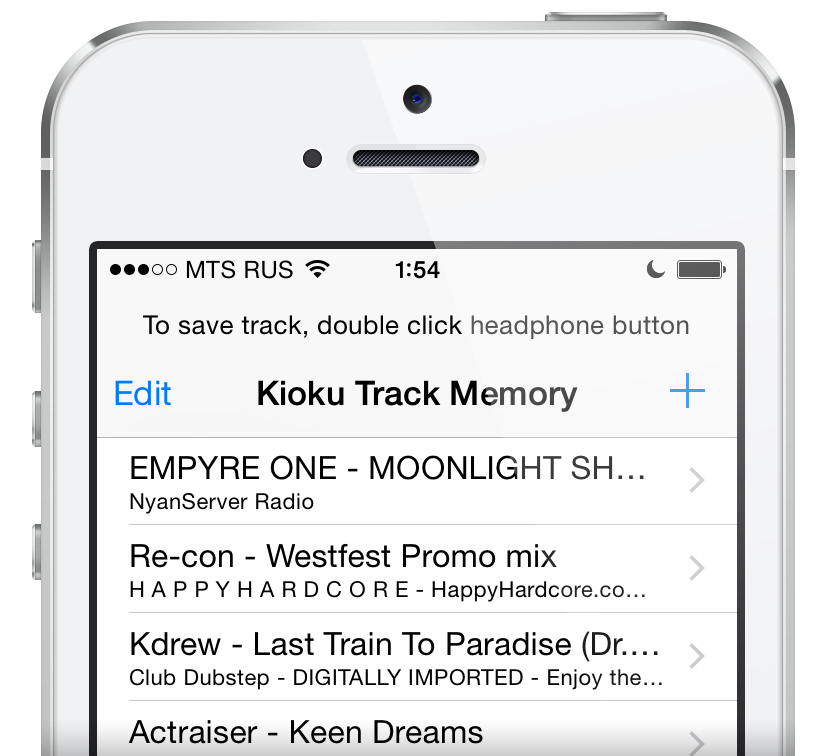 MTS RUS 1:54
To save track, double click headphone button
Edit Kioku Track Memory +
EMPYRE ONE - MOONLIGHT SH...
NyanServer Radio
Re-con - Westfest Promo mix
H A P P Y H A R D C O R E - HappyHardcore.co...
Kdrew - Last Train To Paradise (Dr....
Club Dubstep - DIGITALLY IMPORTED - Enjoy the...
Actraiser - Keen Dreams